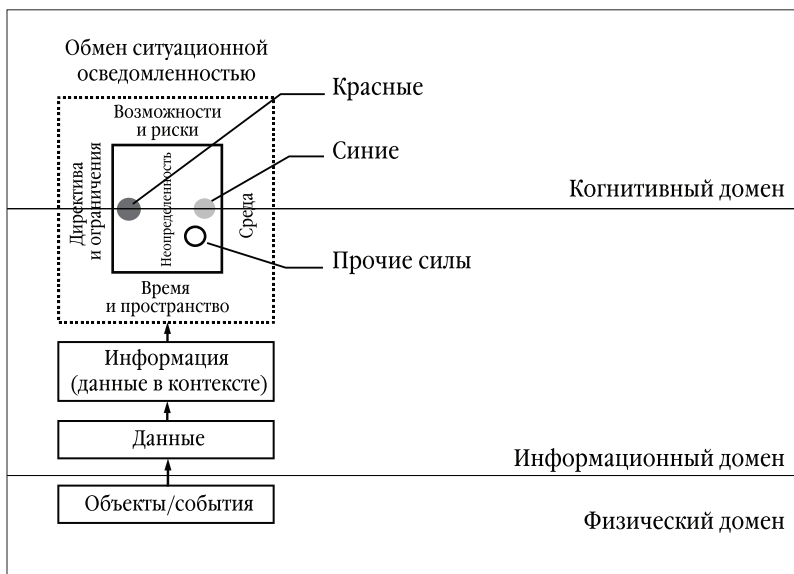 Обмен ситуационной
осведомленностью
Возможности
и риски
Директива
и ограничения
Неопределенность
Среда
Время
и пространство
Красные
Синие
Прочие силы
Когнитивный домен
Информация
(данные в контексте)
Данные
Информационный домен
Объекты/события
Физический домен